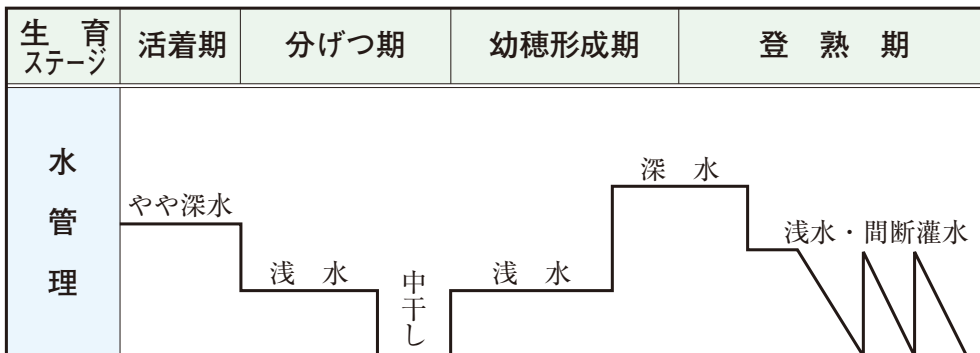 生育ステージ
活着期
分げつ期
幼穂形成期
登熟期
水管理
やや深水
浅水
中干し
浅水
深水
浅水・間断灌水